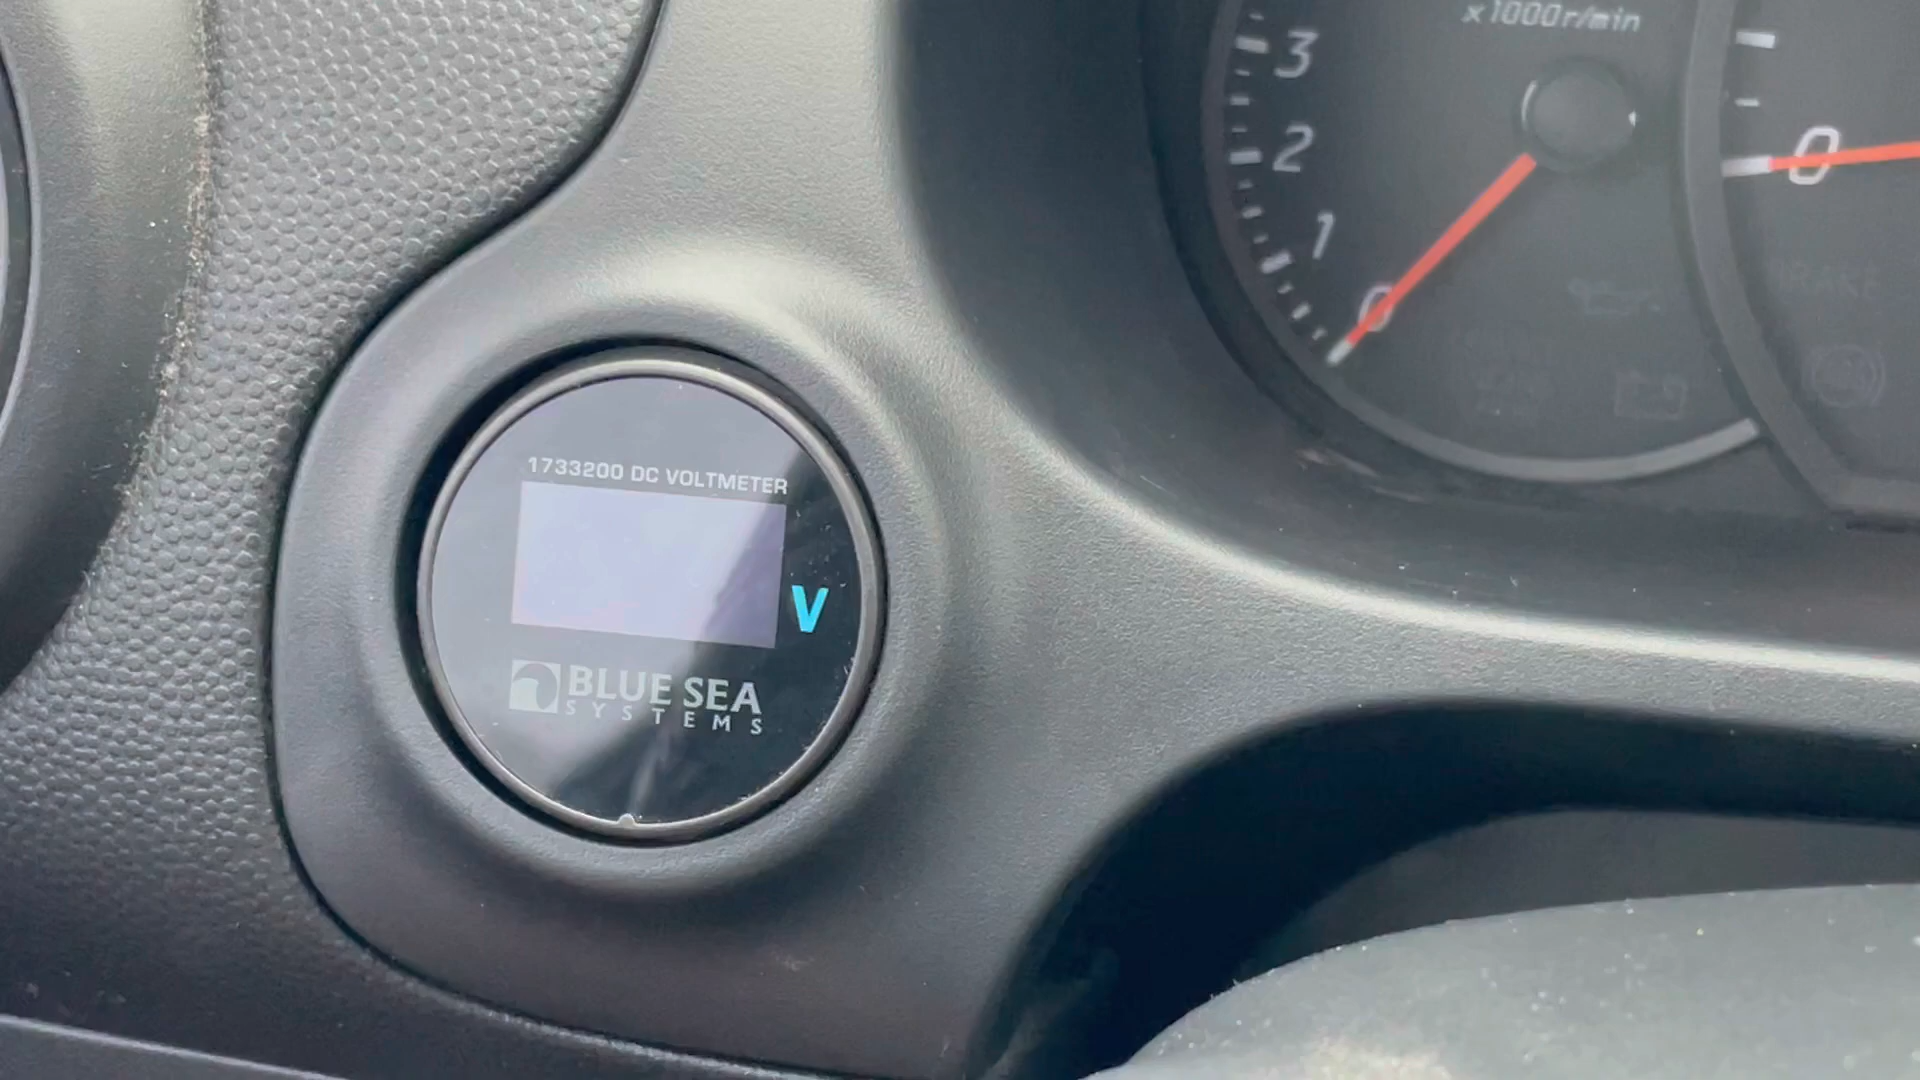 x1000r/min
3
2
1
0
0
1733200 DC VOLTMETER
V
BLUE SEA
SYSTEMS